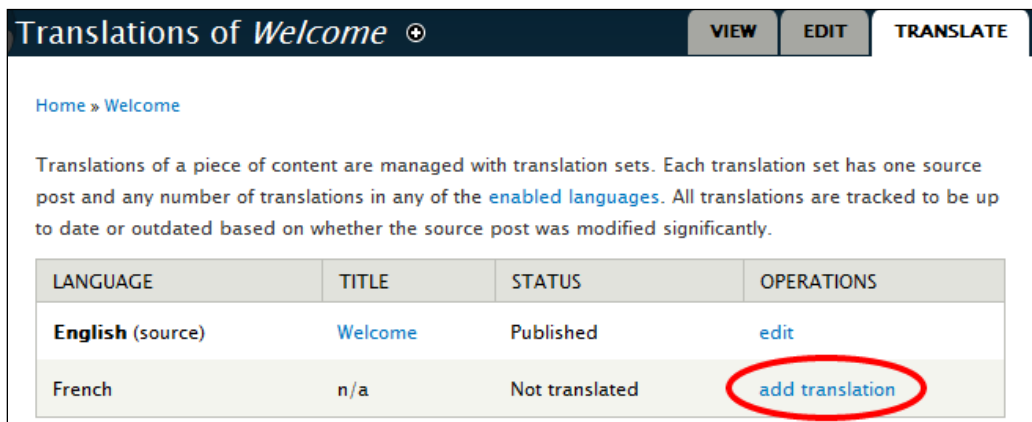 Translations of Welcome
VIEW
EDIT
TRANSLATE
Home » Welcome
Translations of a piece of content are managed with translation sets. Each translation set has one source
post and any number of translations in any of the enabled languages. All translations are tracked to be up
to date or outdated based on whether the source post was modified significantly.
LANGUAGE TITLE STATUS OPERATIONS
English (source) Welcome Published edit
French n/a Not translated add translation